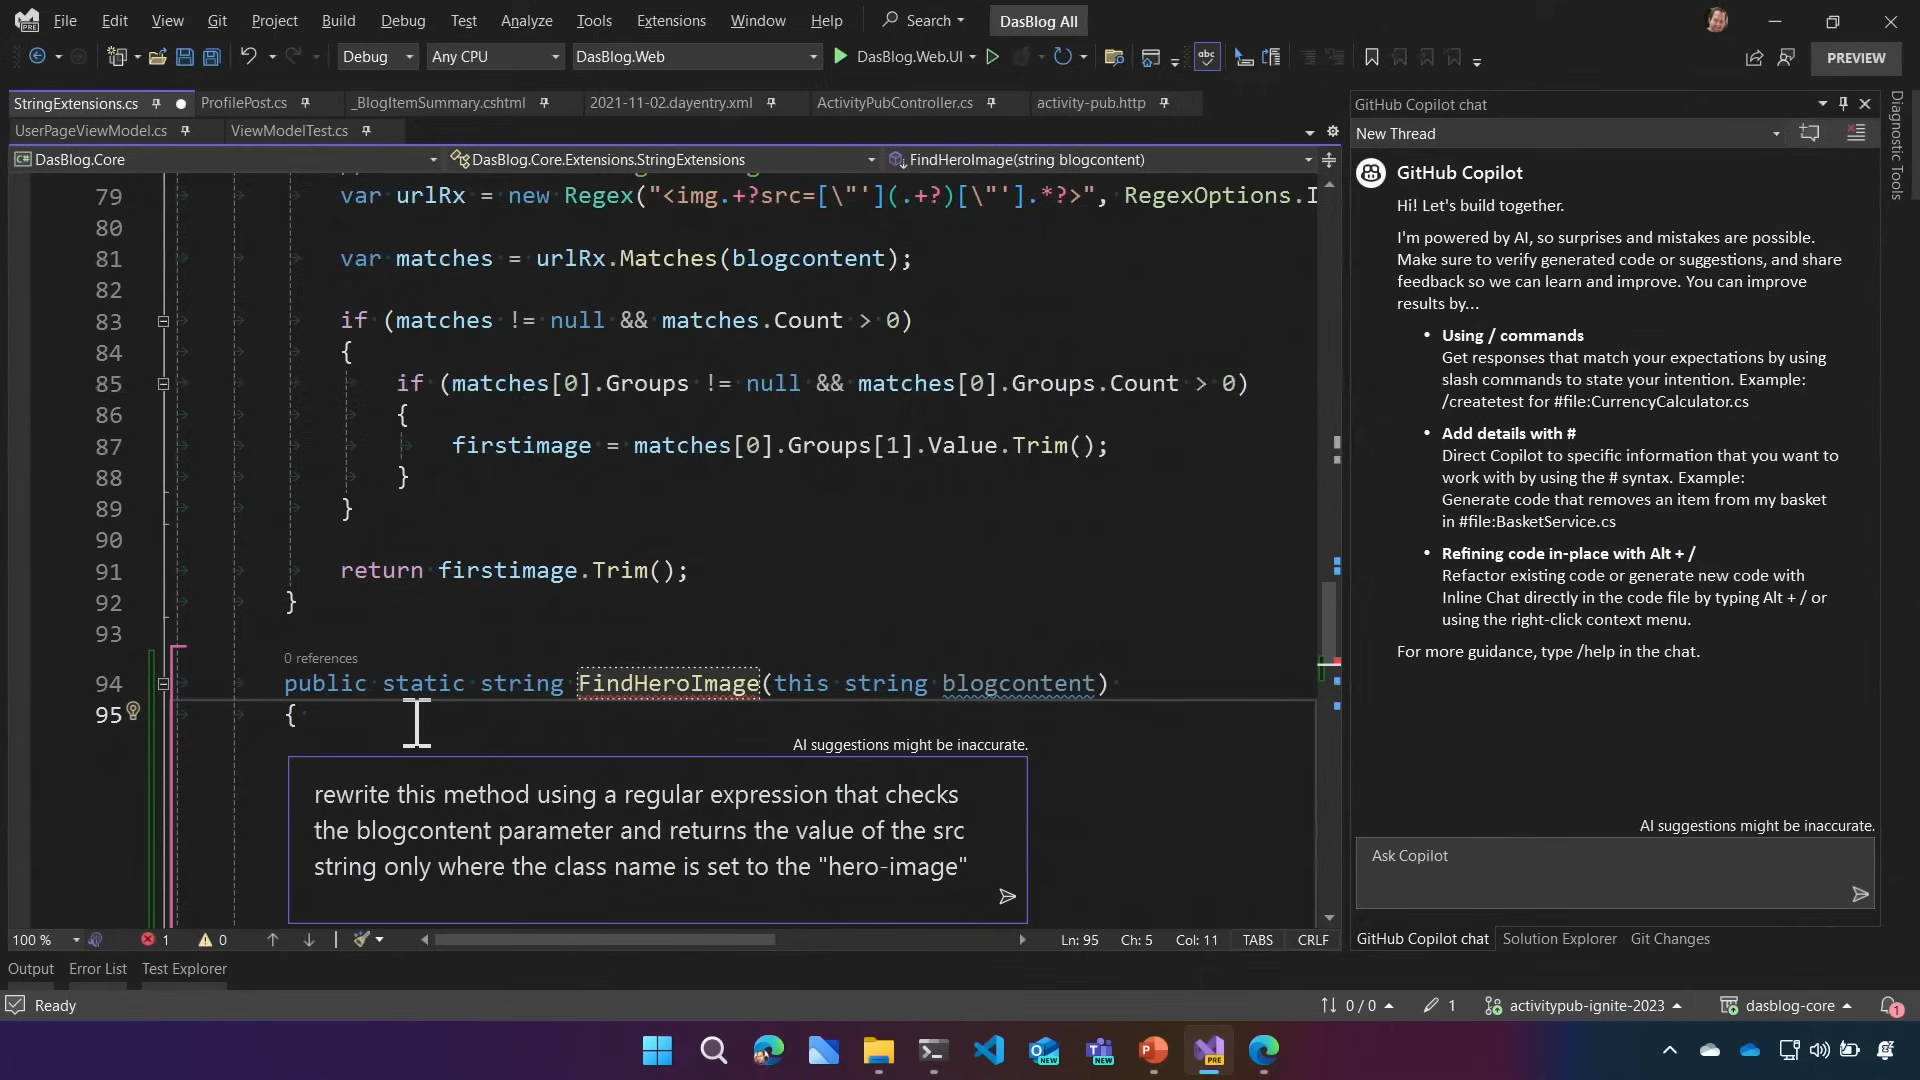 File Edit View Git Project Build Debug Test Analyze Tools Extensions Window Help Search DasBlog All
Debug Any CPU DasBlog.Web DasBlog.Web.UI PREVIEW
StringExtensions.cs ProfilePost.cs _BlogItemSummary.cshtml 2021-11-02.dayentry.xml ActivityPubController.cs activity-pub.http
UserPageViewModel.cs ViewModelTest.cs
DasBlog.Core DasBlog.Core.Extensions.StringExtensions FindHeroImage(string blogcontent)
79 var urlRx = new Regex("<img.+?src=[\"'](.+?)[\"'].*?>", RegexOptions.I
80
81 var matches = urlRx.Matches(blogcontent);
82
83 if (matches != null && matches.Count > 0)
84 {
85 if (matches[0].Groups != null && matches[0].Groups.Count > 0)
86 {
87 firstimage = matches[0].Groups[1].Value.Trim();
88 }
89 }
90
91 return firstimage.Trim();
92 }
93
0 references
94 public static string FindHeroImage(this string blogcontent)
95 {
AI suggestions might be inaccurate.
rewrite this method using a regular expression that checks
the blogcontent parameter and returns the value of the src
string only where the class name is set to the "hero-image"
100 % 1 0 Ln: 95 Ch: 5 Col: 11 TABS CRLF
Output Error List Test Explorer
GitHub Copilot chat
New Thread
GitHub Copilot
Hi! Let's build together.
I'm powered by AI, so surprises and mistakes are possible.
Make sure to verify generated code or suggestions, and share
feedback so we can learn and improve. You can improve
results by...
• Using / commands
Get responses that match your expectations by using
slash commands to state your intention. Example:
/createtest for #file:CurrencyCalculator.cs
• Add details with #
Direct Copilot to specific information that you want to
work with by using the # syntax. Example:
Generate code that removes an item from my basket
in #file:BasketService.cs
• Refining code in-place with Alt + /
Refactor existing code or generate new code with
Inline Chat directly in the code file by typing Alt + / or
using the right-click context menu.
For more guidance, type /help in the chat.
AI suggestions might be inaccurate.
Ask Copilot
GitHub Copilot chat Solution Explorer Git Changes
Diagnostic Tools
Ready 0 / 0 1 activitypub-ignite-2023 dasblog-core 1